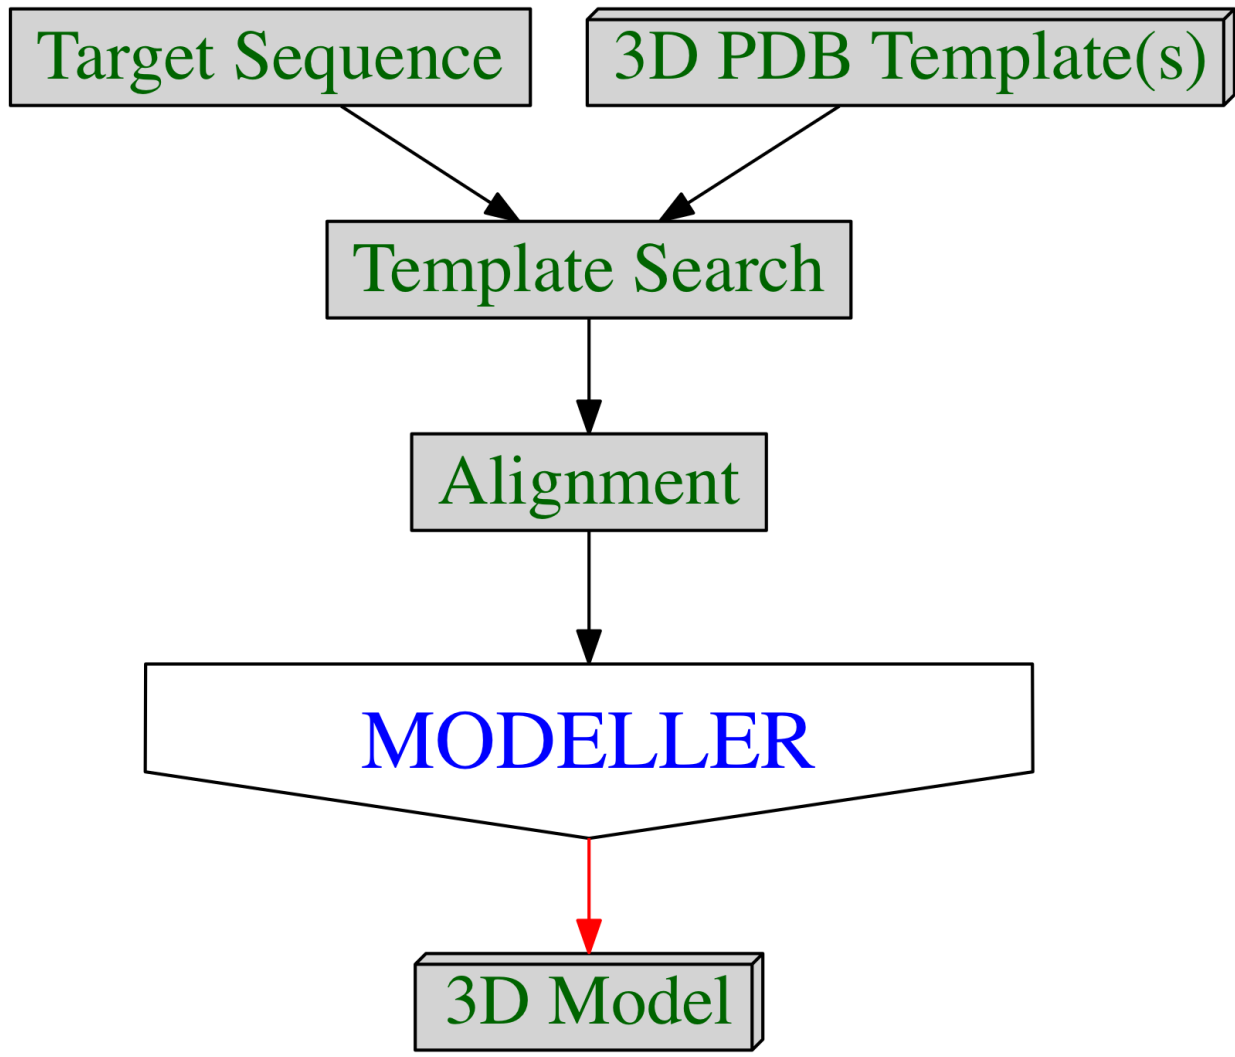 Target Sequence
3D PDB Template(s)
Template Search
Alignment
MODELLER
3D Model